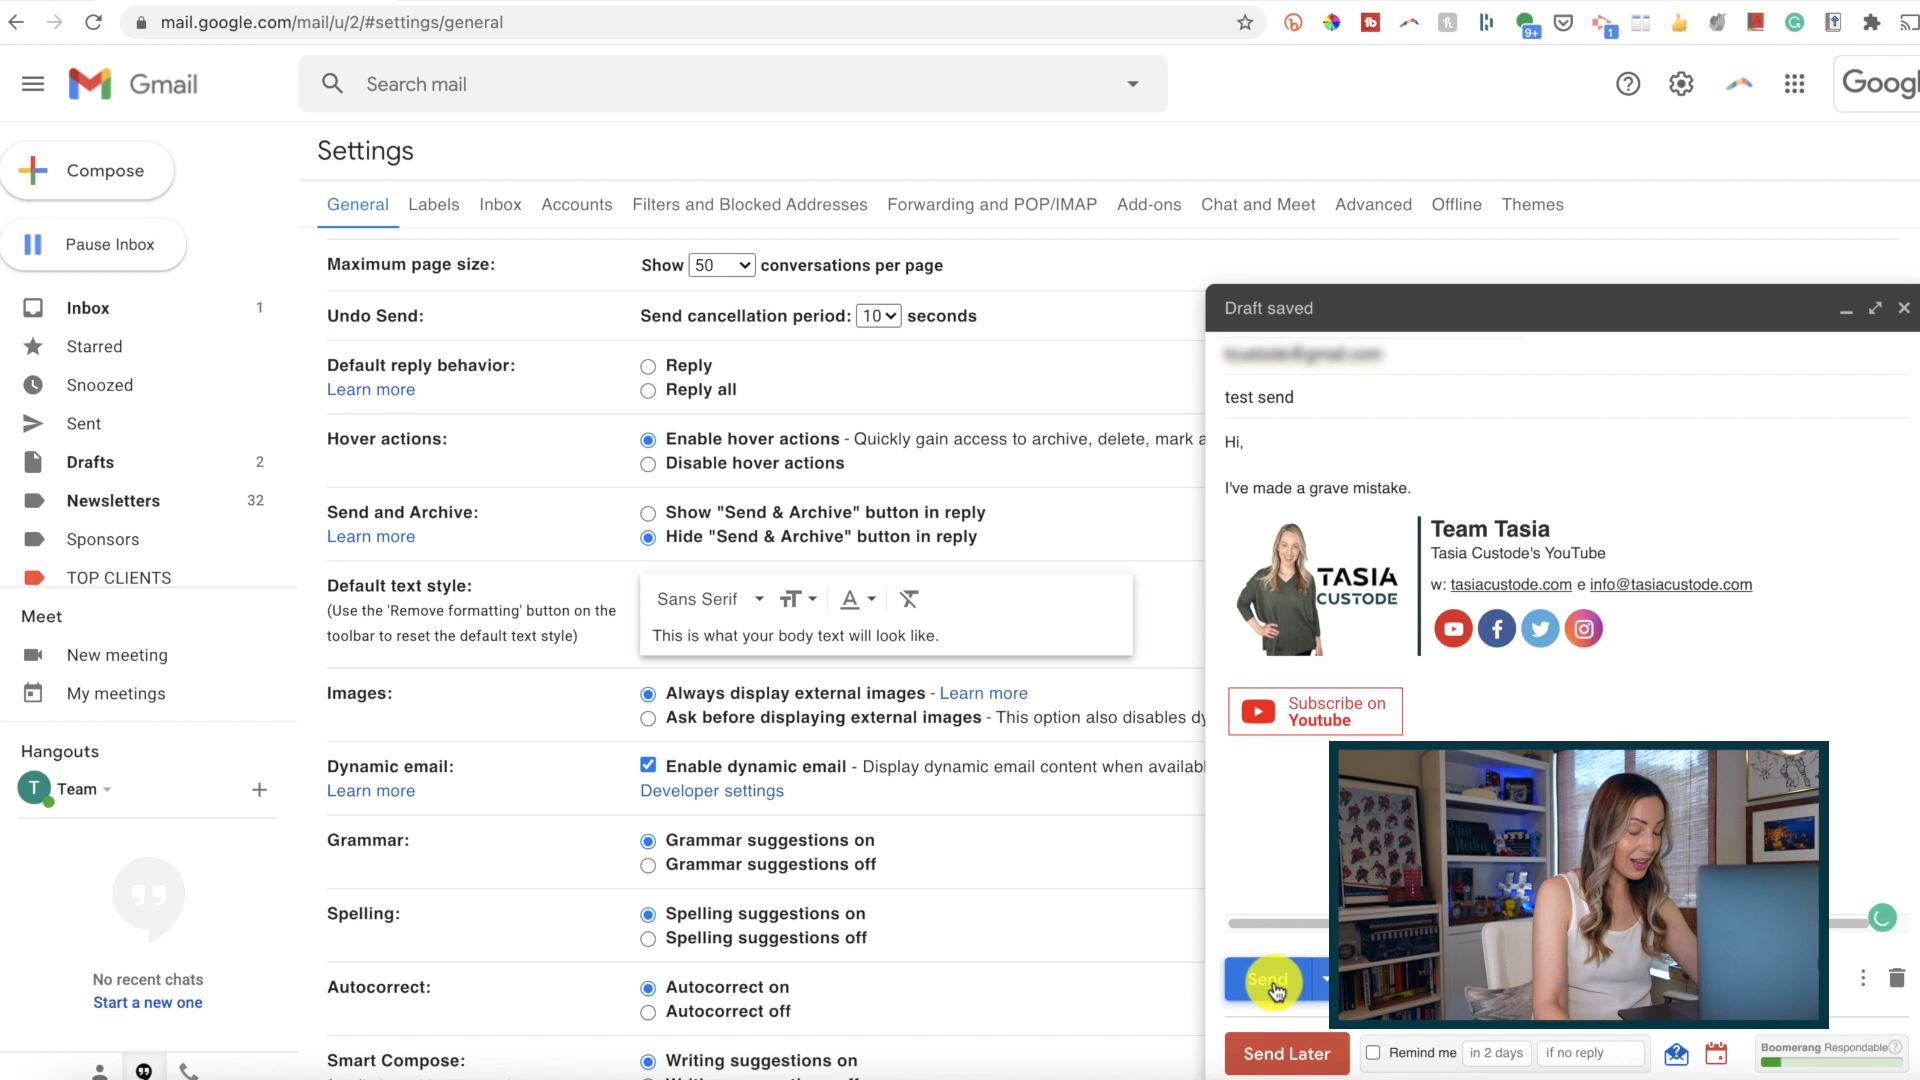 mail.google.com/mail/u/2/#settings/general
9+
1
Gmail
Search mail
Googl
Settings
Compose
Pause Inbox
General Labels Inbox Accounts Filters and Blocked Addresses Forwarding and POP/IMAP Add-ons Chat and Meet Advanced Offline Themes
Inbox 1
Starred
Snoozed
Sent
Drafts 2
Newsletters 32
Sponsors
TOP CLIENTS
Meet
New meeting
My meetings
Hangouts
T Team
No recent chats
Start a new one
Maximum page size: Show 50 conversations per page
Undo Send: Send cancellation period: 10 seconds
Default reply behavior:
Learn more
Reply
Reply all
Hover actions:
Enable hover actions - Quickly gain access to archive, delete, mark a
Disable hover actions
Send and Archive:
Learn more
Show "Send & Archive" button in reply
Hide "Send & Archive" button in reply
Default text style:
(Use the 'Remove formatting' button on the
toolbar to reset the default text style)
Sans Serif
This is what your body text will look like.
Images:
Always display external images - Learn more
Ask before displaying external images - This option also disables dy
Dynamic email:
Learn more
Enable dynamic email - Display dynamic email content when availabl
Developer settings
Grammar:
Grammar suggestions on
Grammar suggestions off
Spelling:
Spelling suggestions on
Spelling suggestions off
Autocorrect:
Autocorrect on
Autocorrect off
Smart Compose:
Writing suggestions on
Draft saved
test send
Hi,
I've made a grave mistake.
TASIA
CUSTODE
Team Tasia
Tasia Custode's YouTube
w: tasiacustode.com e info@tasiacustode.com
Subscribe on
Youtube
Send
Send Later
Remind me in 2 days if no reply
Boomerang Respondable